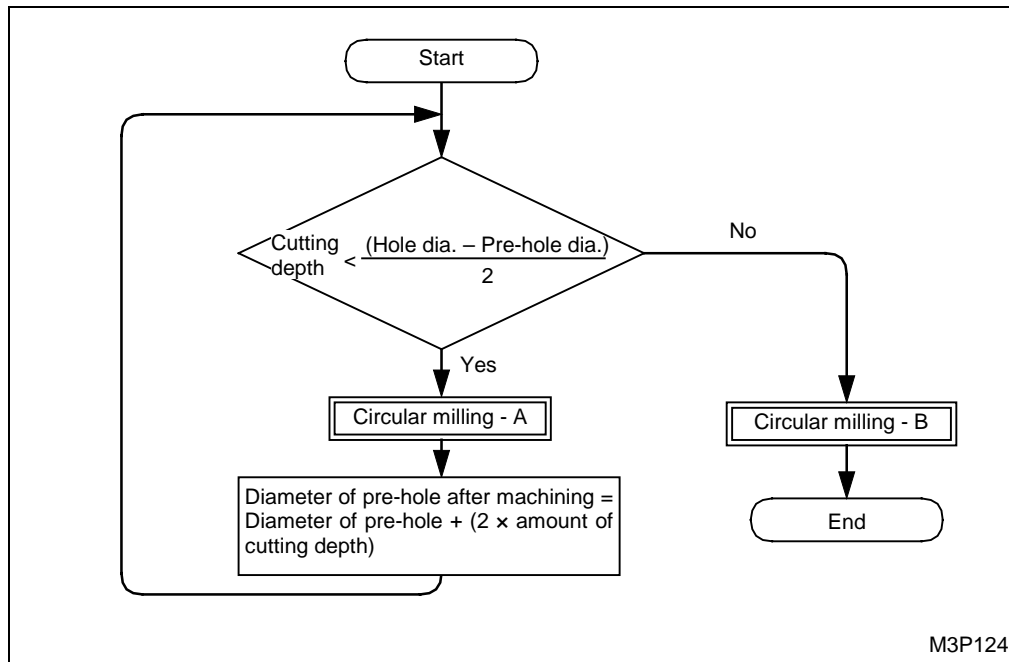 Start
Cutting
depth
<
(Hole dia. – Pre-hole dia.)
2
No
Yes
Circular milling - A
Circular milling - B
Diameter of pre-hole after machining =
Diameter of pre-hole + (2 × amount of
cutting depth)
End
M3P124